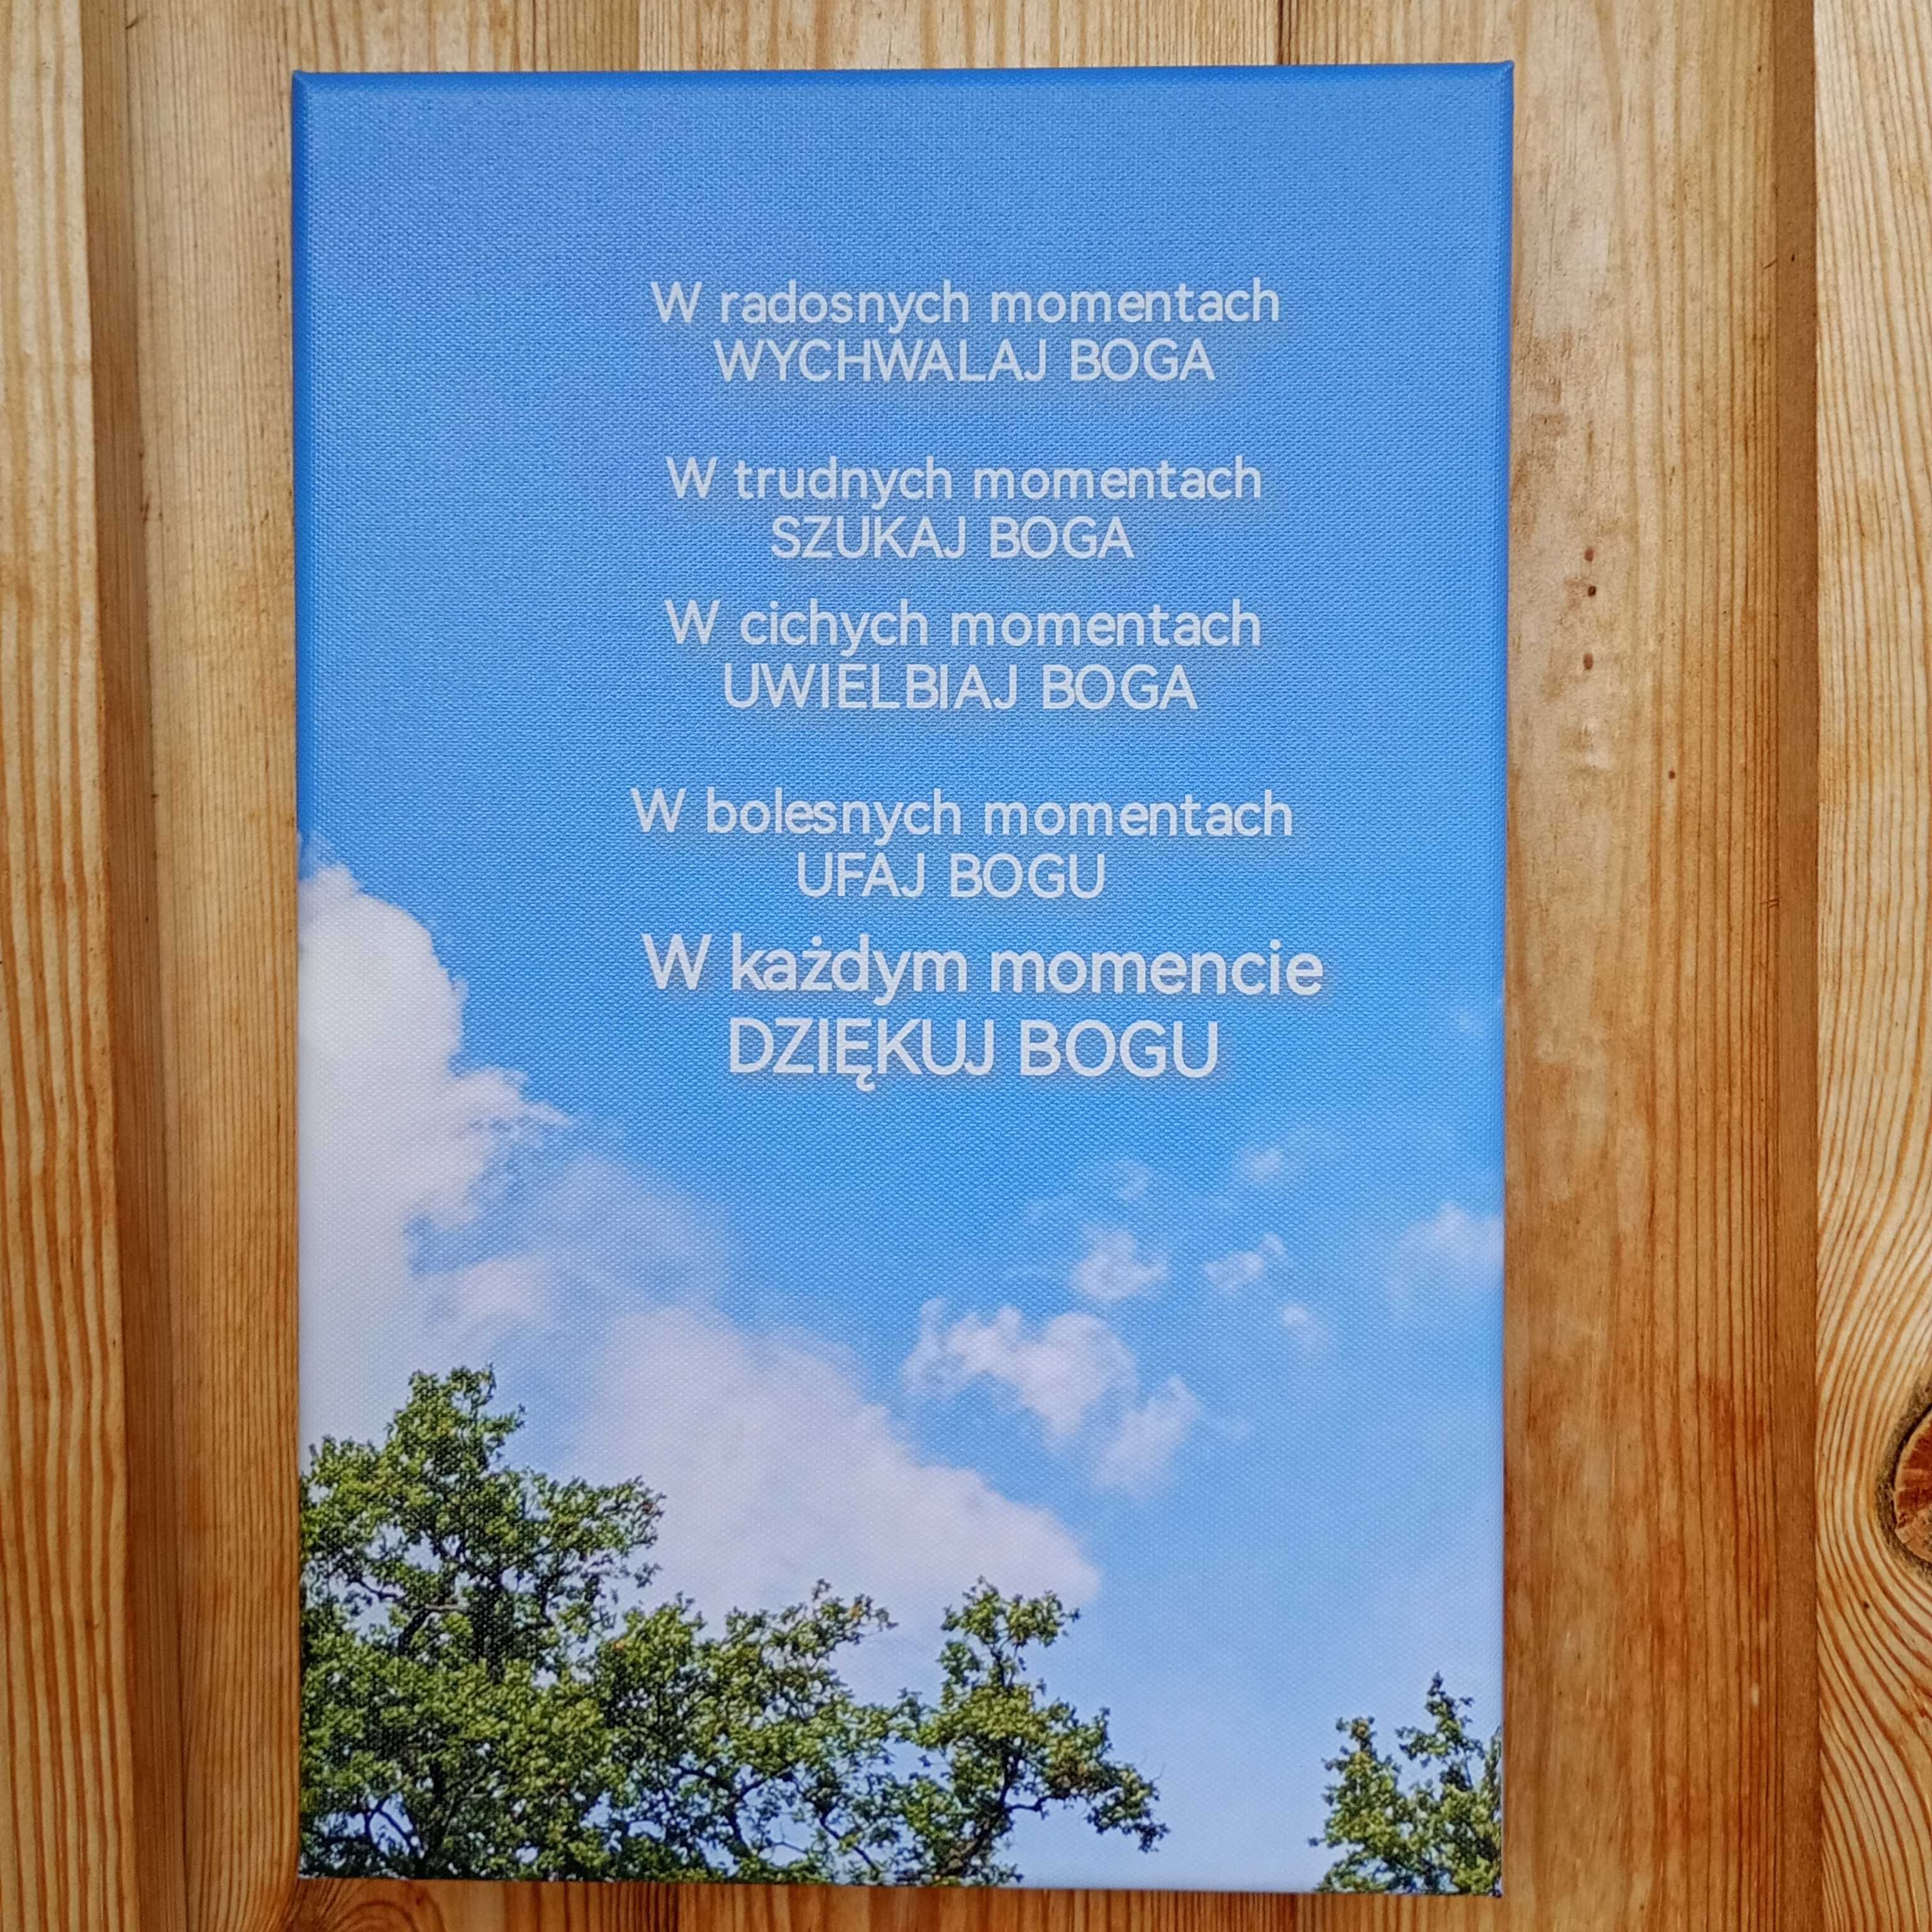 W radosnych momentach
WYCHWALAJ BOGA
W trudnych momentach
SZUKAJ BOGA
W cichych momentach
UWIELBIAJ BOGA
W bolesnych momentach
UFAJ BOGU
W każdym momencie
DZIĘKUJ BOGU